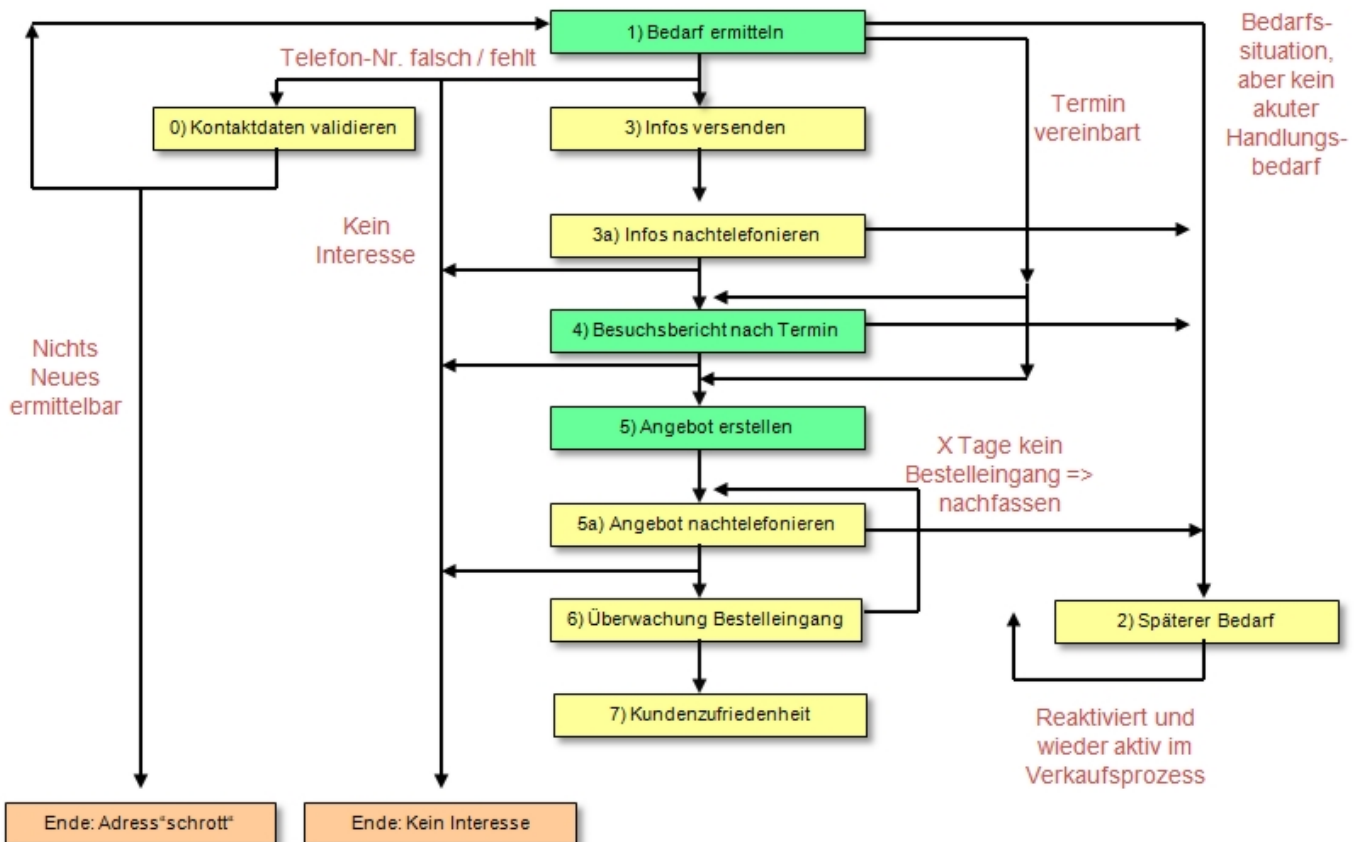 1) Bedarf ermitteln
Bedarfs-
situation,
aber kein
akuter
Handlungs-
bedarf
Telefon-Nr. falsch / fehlt
Termin
vereinbart
0) Kontaktdaten validieren
3) Infos versenden
Kein
Interesse
3a) Infos nachtelefonieren
4) Besuchsbericht nach Termin
Nichts
Neues
ermittelbar
5) Angebot erstellen
X Tage kein
Bestelleingang =>
nachfassen
5a) Angebot nachtelefonieren
6) Überwachung Bestelleingang
2) Späterer Bedarf
7) Kundenzufriedenheit
Reaktiviert und
wieder aktiv im
Verkaufsprozess
Ende: Adress“schrott“
Ende: Kein Interesse